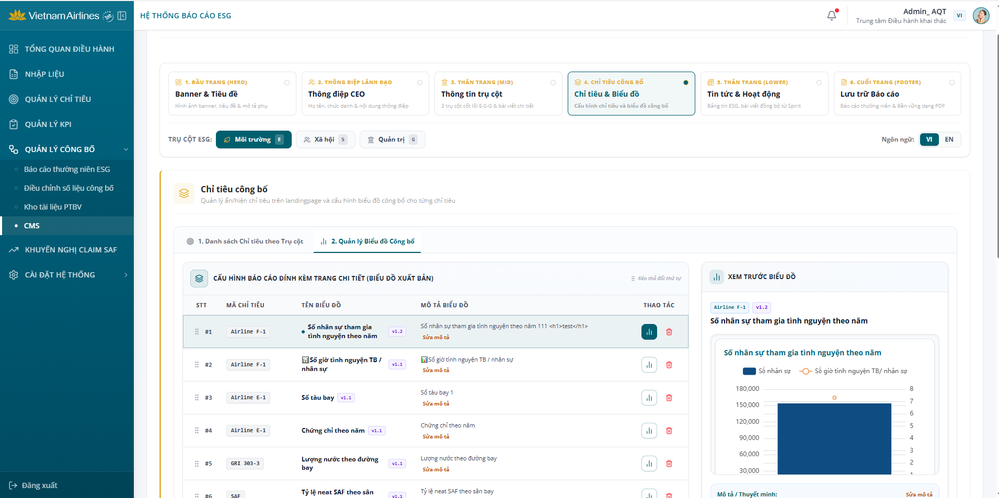 Vietnam Airlines
HỆ THỐNG BÁO CÁO ESG
Admin_ AQT
Trung tâm Điều hành khai thác
VI
TỔNG QUAN ĐIỀU HÀNH
NHẬP LIỆU
QUẢN LÝ CHỈ TIÊU
QUẢN LÝ KPI
QUẢN LÝ CÔNG BỐ
Báo cáo thường niên ESG
Điều chỉnh số liệu công bố
Kho tài liệu PTBV
CMS
KHUYẾN NGHỊ CLAIM SAF
CÀI ĐẶT HỆ THỐNG
Đăng xuất
1. ĐẦU TRANG (HERO)
Banner & Tiêu đề
Hình ảnh banner, tiêu đề & mô tả phụ
2. THÔNG ĐIỆP LÃNH ĐẠO
Thông điệp CEO
Họ tên, chức danh & nội dung thông điệp
3. THÂN TRANG (MID)
Thông tin trụ cột
3 trụ cột cốt lõi E-S-G & bài viết chi tiết
4. CHỈ TIÊU CÔNG BỐ
Chỉ tiêu & Biểu đồ
Cấu hình chỉ tiêu và biểu đồ công bố
5. THÂN TRANG (LOWER)
Tin tức & Hoạt động
Bảng tin ESG, bài viết đồng bộ từ Spirit
6. CUỐI TRANG (FOOTER)
Lưu trữ Báo cáo
Báo cáo thường niên & Bền vững dạng PDF
TRỤ CỘT ESG:
Môi trường E
Xã hội S
Quản trị G
Ngôn ngữ: VI EN
Chỉ tiêu công bố
Quản lý ẩn/hiện chỉ tiêu trên landingpage và cấu hình biểu đồ công bố cho từng chỉ tiêu
1. Danh sách Chỉ tiêu theo Trụ cột
2. Quản lý Biểu đồ Công bố
CẤU HÌNH BÁO CÁO ĐÍNH KÈM TRANG CHI TIẾT (BIỂU ĐỒ XUẤT BẢN)
Kéo thả đổi thứ tự
STT MÃ CHỈ TIÊU TÊN BIỂU ĐỒ MÔ TẢ BIỂU ĐỒ THAO TÁC
#1 Airline F-1
Số nhân sự tham gia
tình nguyện theo năm
v1.2
Số nhân sự tham gia tình nguyện theo năm 111 <h1>test</h1>
Sửa mô tả
#2 Airline F-1
Số giờ tình nguyện TB /
nhân sự
v1.1
Số giờ tình nguyện TB / nhân sự
Sửa mô tả
#3 Airline E-1
Số tàu bay v1.1
Số tàu bay 1
Sửa mô tả
#4 Airline E-1
Chứng chỉ theo năm v1.1
Chứng chỉ theo năm
Sửa mô tả
#5 GRI 303-3
Lượng nước theo đường
bay
v1.1
Lượng nước theo đường bay
Sửa mô tả
#6 SAF
Tỷ lệ neat SAF theo sân
v1.1
Tỷ lệ neat SAF theo sân bay
XEM TRƯỚC BIỂU ĐỒ
Airline F-1 v1.2
Số nhân sự tham gia tình nguyện theo năm
Số nhân sự tham gia tình nguyện theo năm
Số nhân sự Số giờ tình nguyện TB/ nhân sự
180,000 8
7
150,000
6
120,000
5
90,000 4
3
60,000
2
30,000
1
Mô tả / Thuyết minh: Sửa mô tả